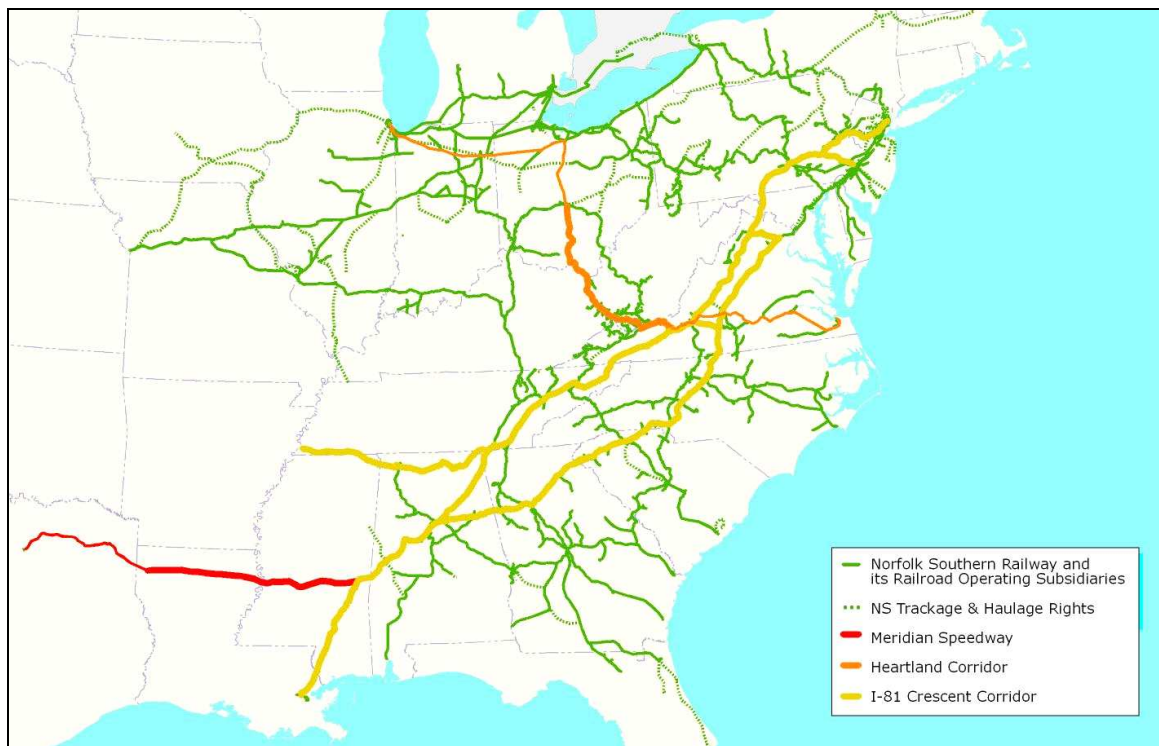 Norfolk Southern Railway and
its Railroad Operating Subsidiaries
NS Trackage & Haulage Rights
Meridian Speedway
Heartland Corridor
I-81 Crescent Corridor